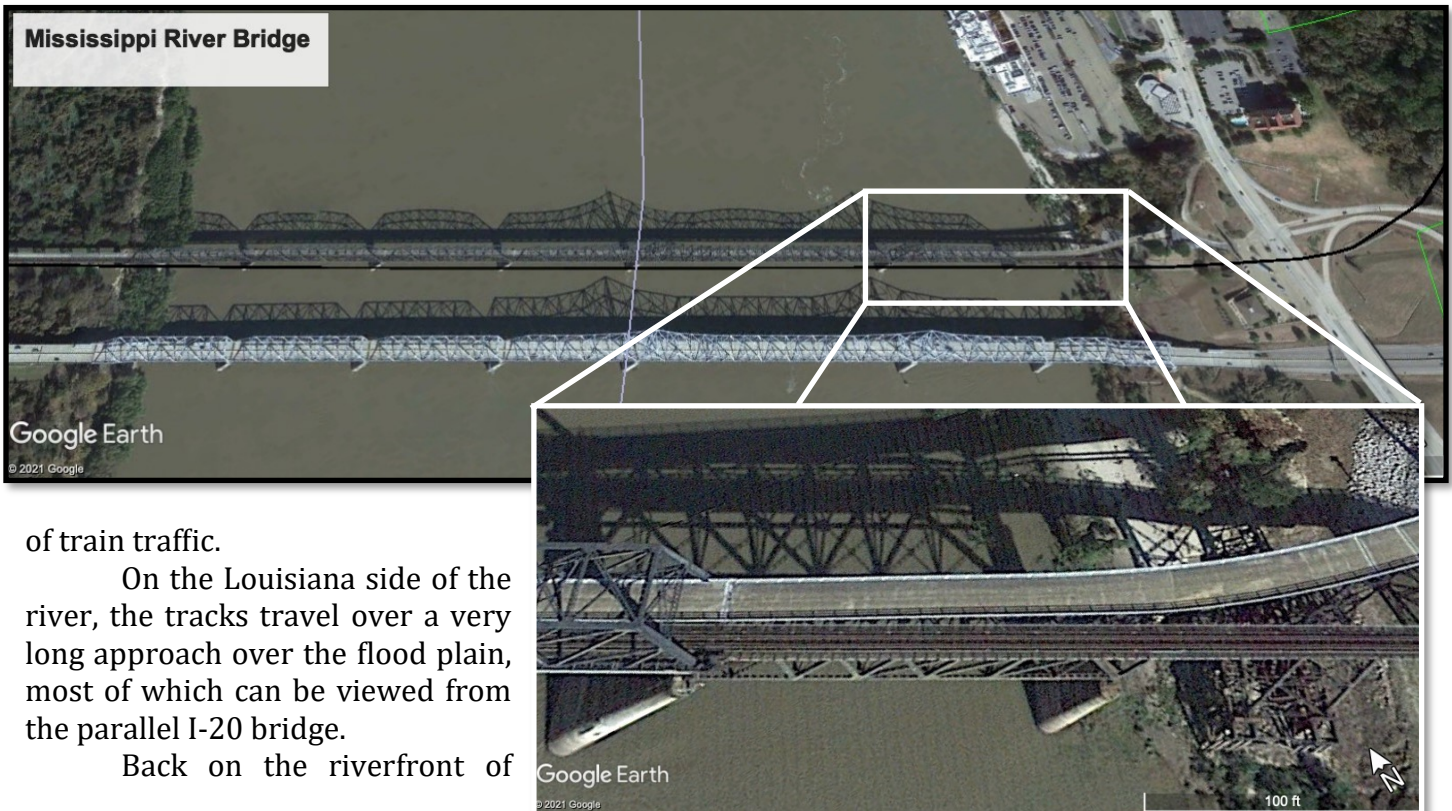 Mississippi River Bridge
Google Earth
© 2021 Google
of train traffic.
On the Louisiana side of the
river, the tracks travel over a very
long approach over the flood plain,
most of which can be viewed from
the parallel I-20 bridge.
Back on the riverfront of
Google Earth
© 2021 Google
N
100 ft